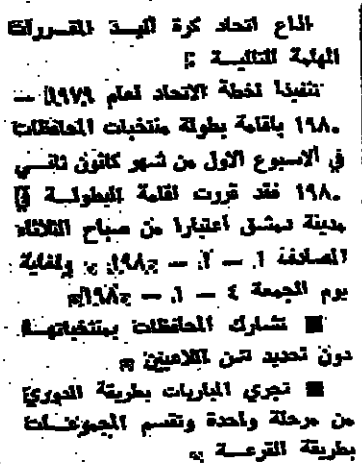 اذاع اتحاد كرة اليد المقررات
الهامة التالية :
تنفيذا لخطة الاتحاد لعام ١٩٧٩ —
١٩٨٠ باقامة بطولة منتخبات المحافظات
في الاسبوع الاول من شهر كانون ثاني
١٩٨٠ فقد قررت اقامة البطولة في
مدينة دمشق اعتبارا من صباح الثلاثاء
المصادفة ١ — ١ — ١٩٨٠ ولغاية
يوم الجمعة ٤ — ١ — ١٩٨٠
■ تشارك المحافظات بمنتخباتها
دون تحديد سن اللاعبين .
■ تجري المباريات بطريقة الدوري
من مرحلة واحدة وتقسم المجموعات
بطريقة القرعة .